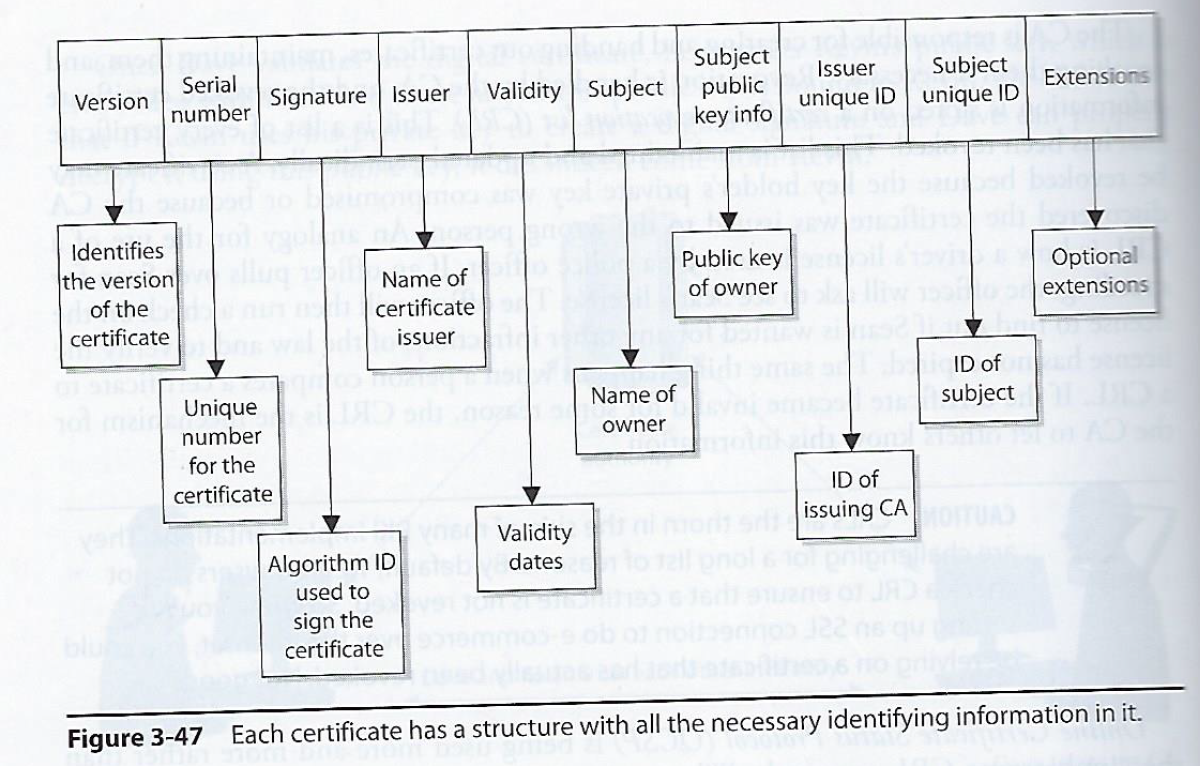 Version
Serial
number
Signature
Issuer
Validity
Subject
Subject
public
key info
Issuer
unique ID
Subject
unique ID
Extensions
Identifies
the version
of the
certificate
Unique
number
for the
certificate
Algorithm ID
used to
sign the
certificate
Name of
certificate
issuer
Validity
dates
Name of
owner
Public key
of owner
ID of
issuing CA
ID of
subject
Optional
extensions
Figure 3-47 Each certificate has a structure with all the necessary identifying information in it.